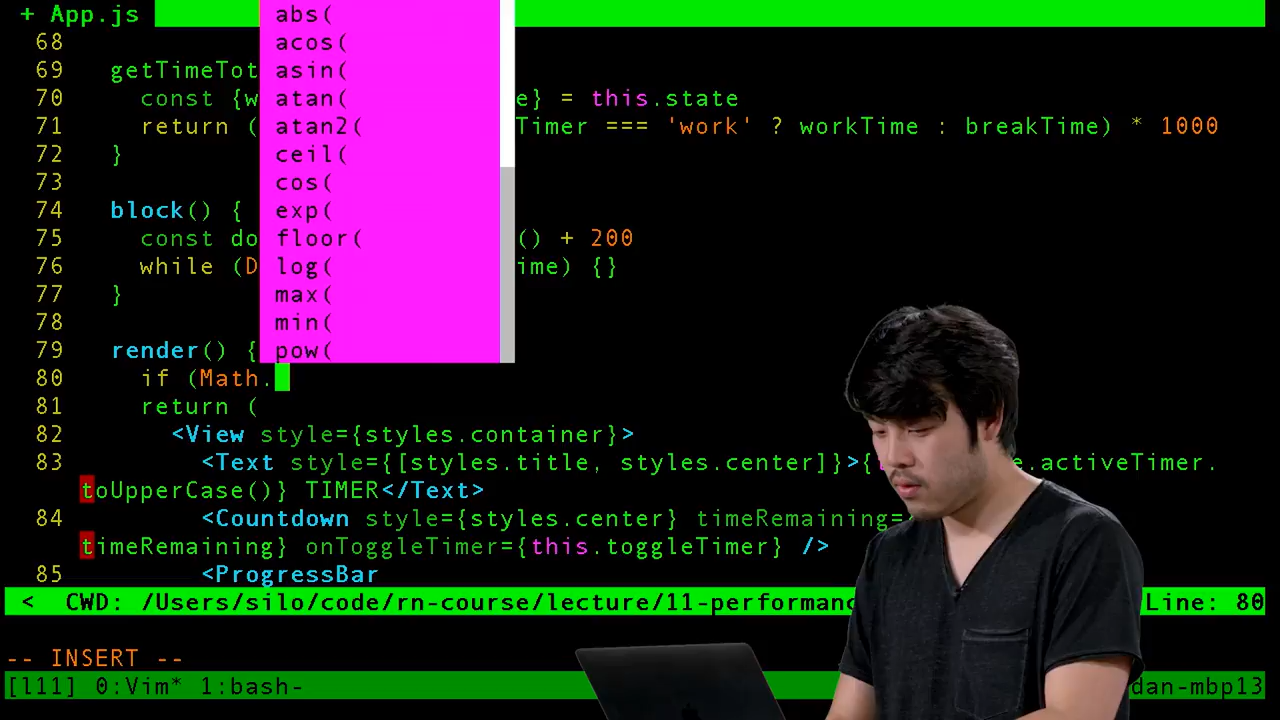 + App.js
abs(
acos(
asin(
atan(
atan2(
ceil(
cos(
exp(
floor(
log(
max(
min(
pow(
68
69 getTimeTot
70 const {w e} = this.state
71 return ( Timer === 'work' ? workTime : breakTime) * 1000
72 }
73
74 block() {
75 const do () + 200
76 while (D ime) {}
77 }
78
79 render() {
80 if (Math.
81 return (
82 <View style={styles.container}>
83 <Text style={[styles.title, styles.center]}>{ e.activeTimer.
toUpperCase()} TIMER</Text>
84 <Countdown style={styles.center} timeRemaining=
timeRemaining} onToggleTimer={this.toggleTimer} />
85 <ProgressBar
< CWD: /Users/silo/code/rn-course/lecture/11-performanc Line: 80
-- INSERT --
[l11] 0:Vim* 1:bash- dan-mbp13